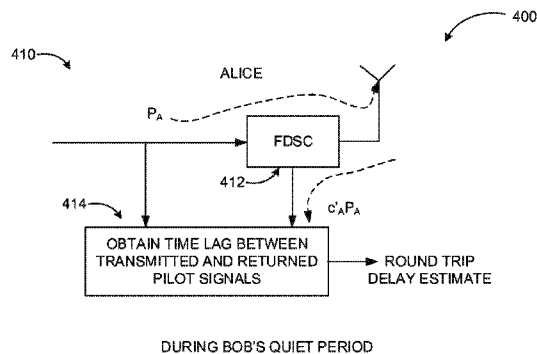 400
410
ALICE
P_A
FDSC
412
414
c'_A P_A
OBTAIN TIME LAG BETWEEN
TRANSMITTED AND RETURNED
PILOT SIGNALS
ROUND TRIP
DELAY ESTIMATE
DURING BOB'S QUIET PERIOD